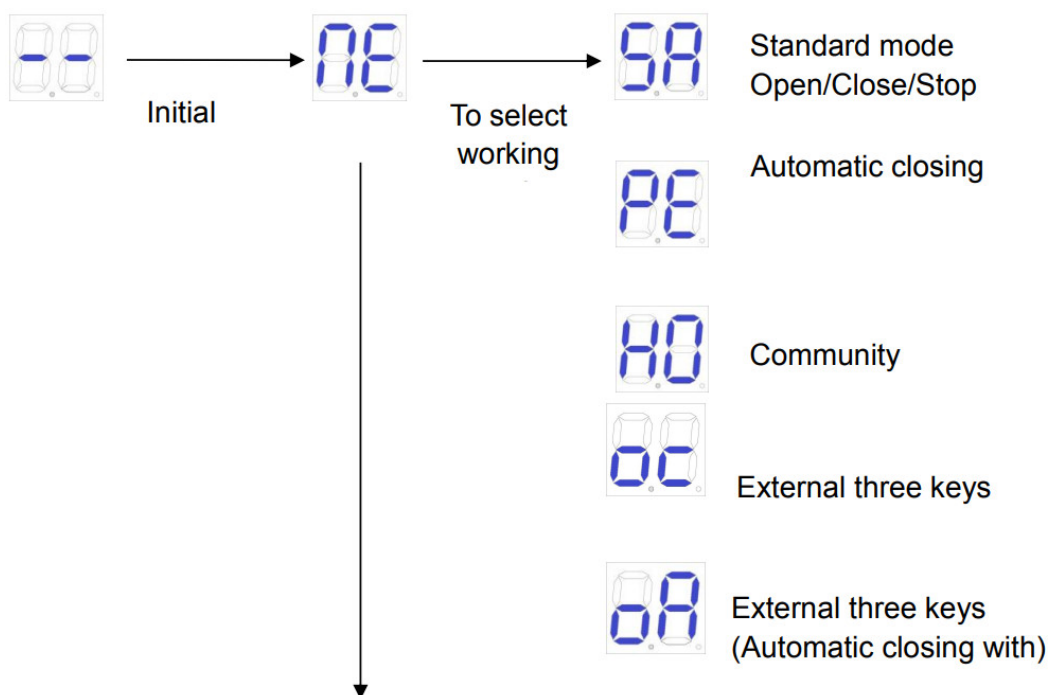 --
ПE
SA
Standard mode
Open/Close/Stop
Initial
To select
working
PE
Automatic closing
HO
Community
oc
External three keys
oA
External three keys
(Automatic closing with)